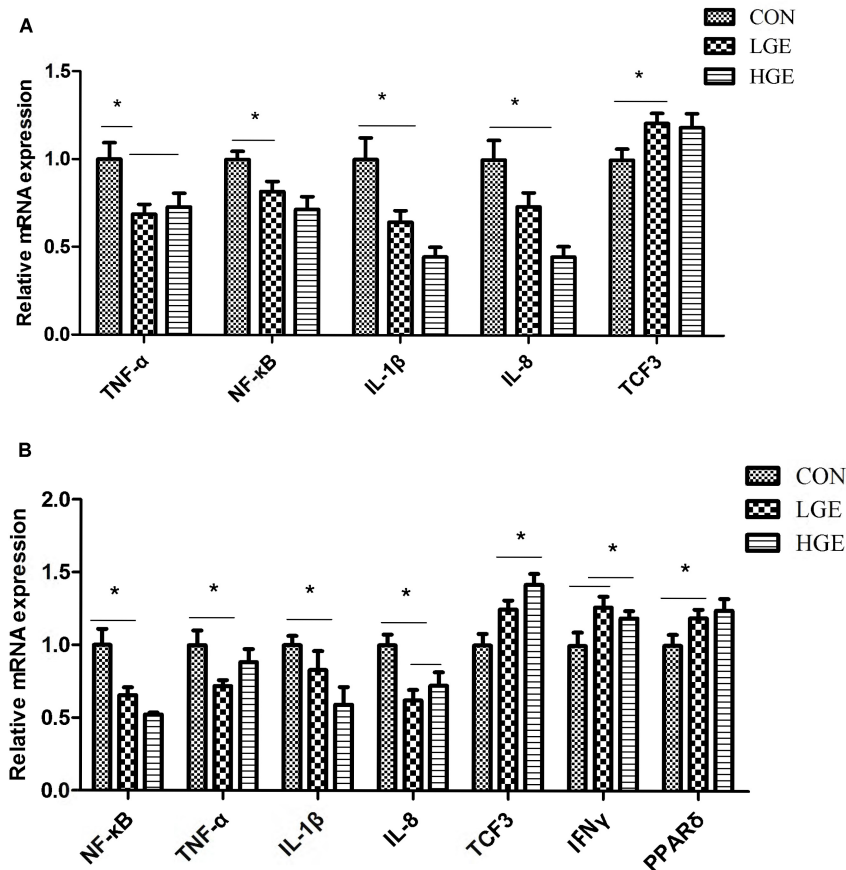 A
CON
LGE
HGE
Relative mRNA expression
1.5
1.0
0.5
0.0
* * * * *
TNF-α NF-κB IL-1β IL-8 TCF3
B
CON
LGE
HGE
Relative mRNA expression
2.0
1.5
1.0
0.5
0.0
* * * * * * *
NF-κB TNF-α IL-1β IL-8 TCF3 IFNγ PPARδ